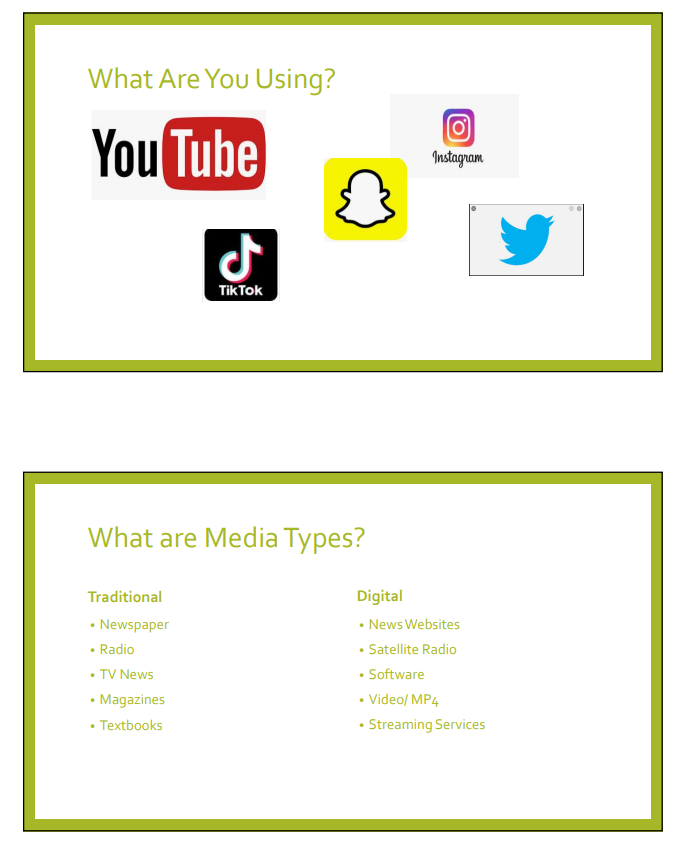 What Are You Using?
YouTube
Instagram
TikTok
What are Media Types?
Traditional
• Newspaper
• Radio
• TV News
• Magazines
• Textbooks
Digital
• News Websites
• Satellite Radio
• Software
• Video/ MP4
• Streaming Services